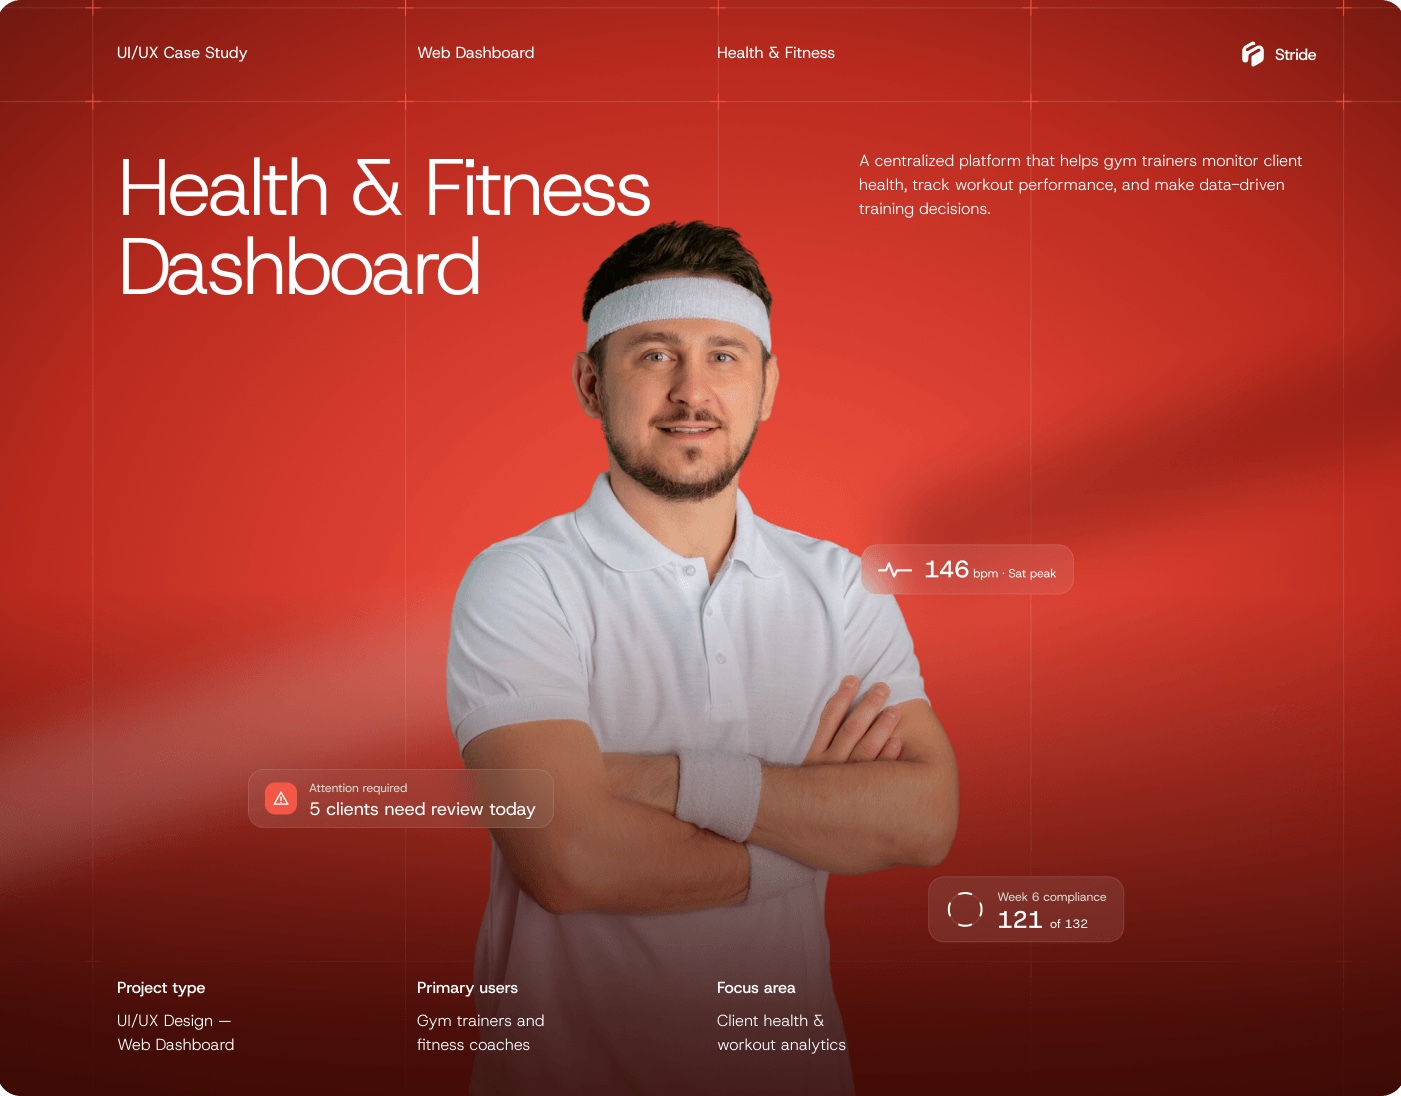 UI/UX Case Study
Web Dashboard
Health & Fitness
Stride
Health & Fitness
Dashboard
A centralized platform that helps gym trainers monitor client
health, track workout performance, and make data-driven
training decisions.
146 bpm · Sat peak
Attention required
5 clients need review today
Week 6 compliance
121 of 132
Project type
UI/UX Design —
Web Dashboard
Primary users
Gym trainers and
fitness coaches
Focus area
Client health &
workout analytics